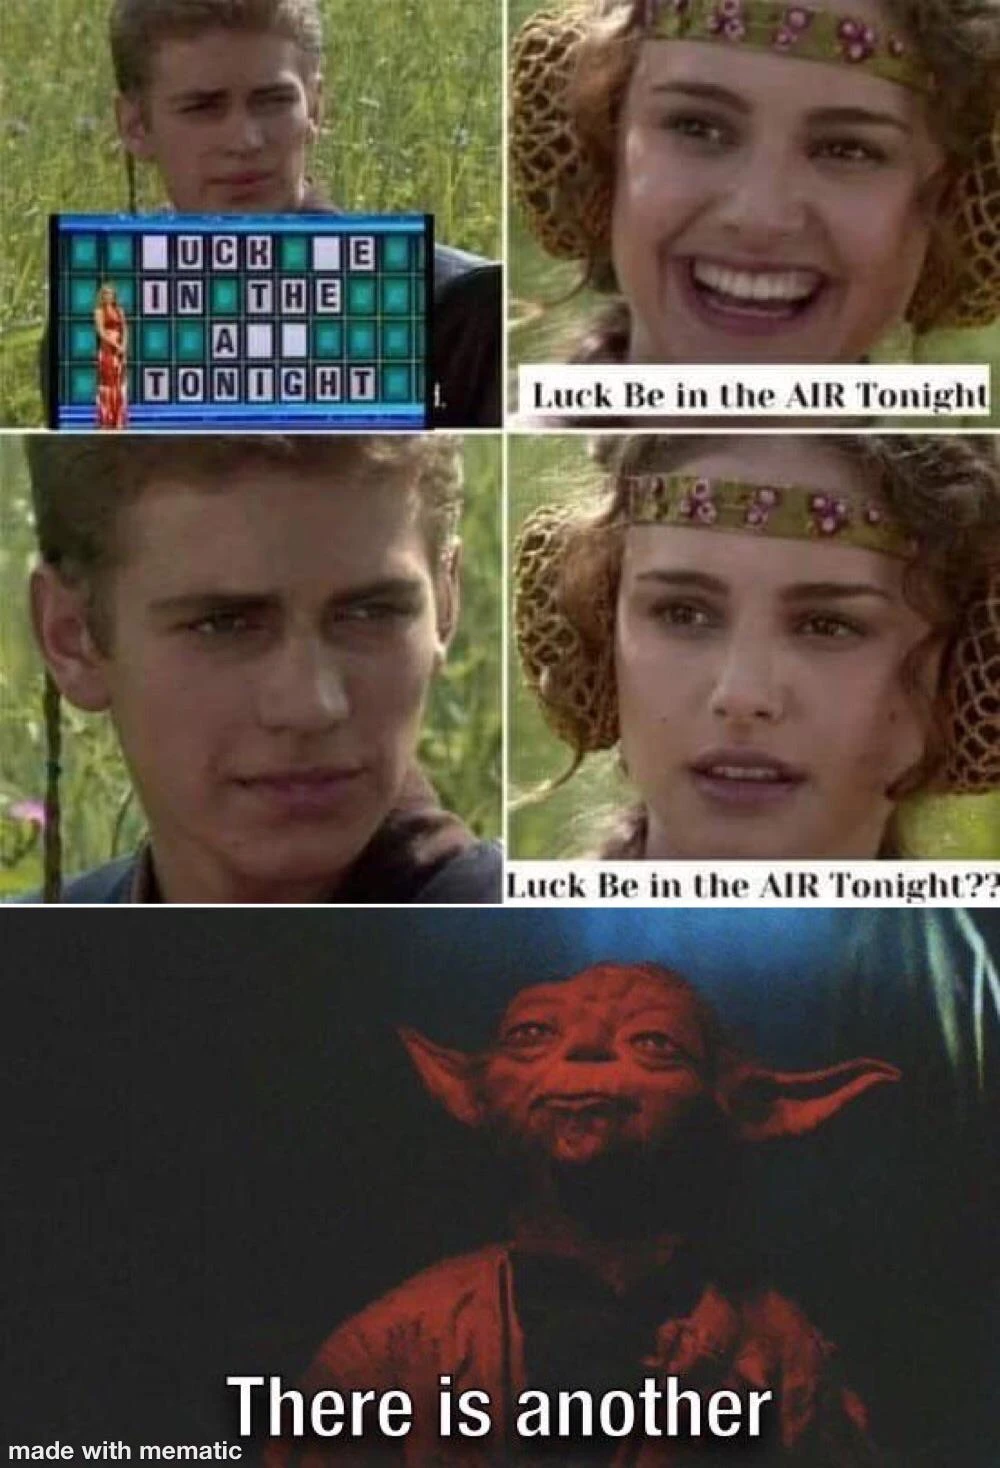 UCK E
IN THE
A
TONIGHT
Luck Be in the AIR Tonight
Luck Be in the AIR Tonight??
There is another
made with mematic